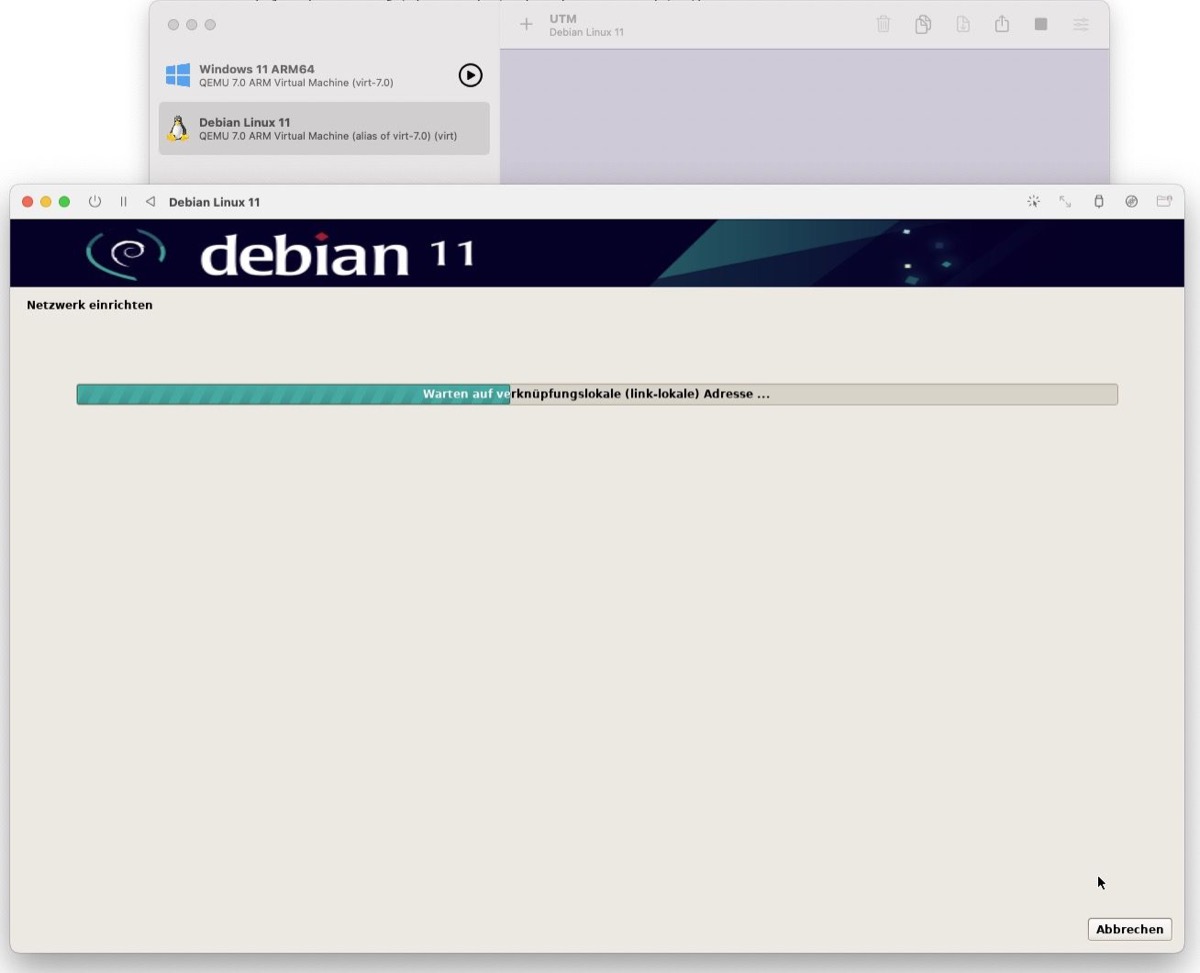 UTM
Debian Linux 11
Windows 11 ARM64
QEMU 7.0 ARM Virtual Machine (virt-7.0)
Debian Linux 11
QEMU 7.0 ARM Virtual Machine (alias of virt-7.0) (virt)
Debian Linux 11
debian 11
Netzwerk einrichten
Warten auf verknüpfungslokale (link-lokale) Adresse ...
Abbrechen